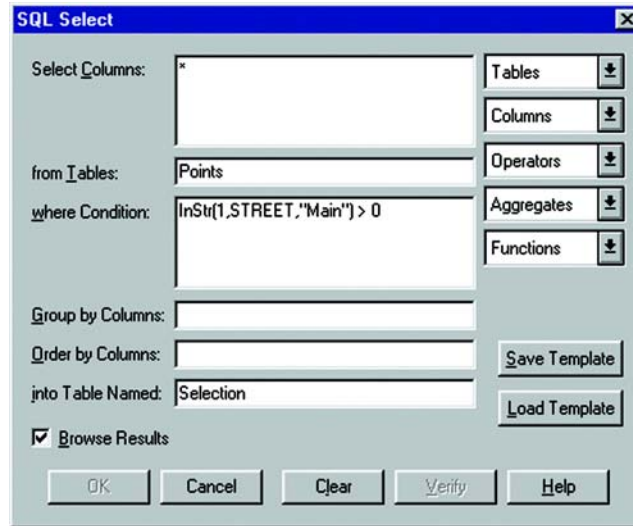 SQL Select
Select Columns:
*
Tables
Columns
from Tables:
Points
Operators
where Condition:
InStr(1,STREET,"Main") > 0
Aggregates
Functions
Group by Columns:
Order by Columns:
Save Template
into Table Named:
Selection
Load Template
Browse Results
OK
Cancel
Clear
Verify
Help